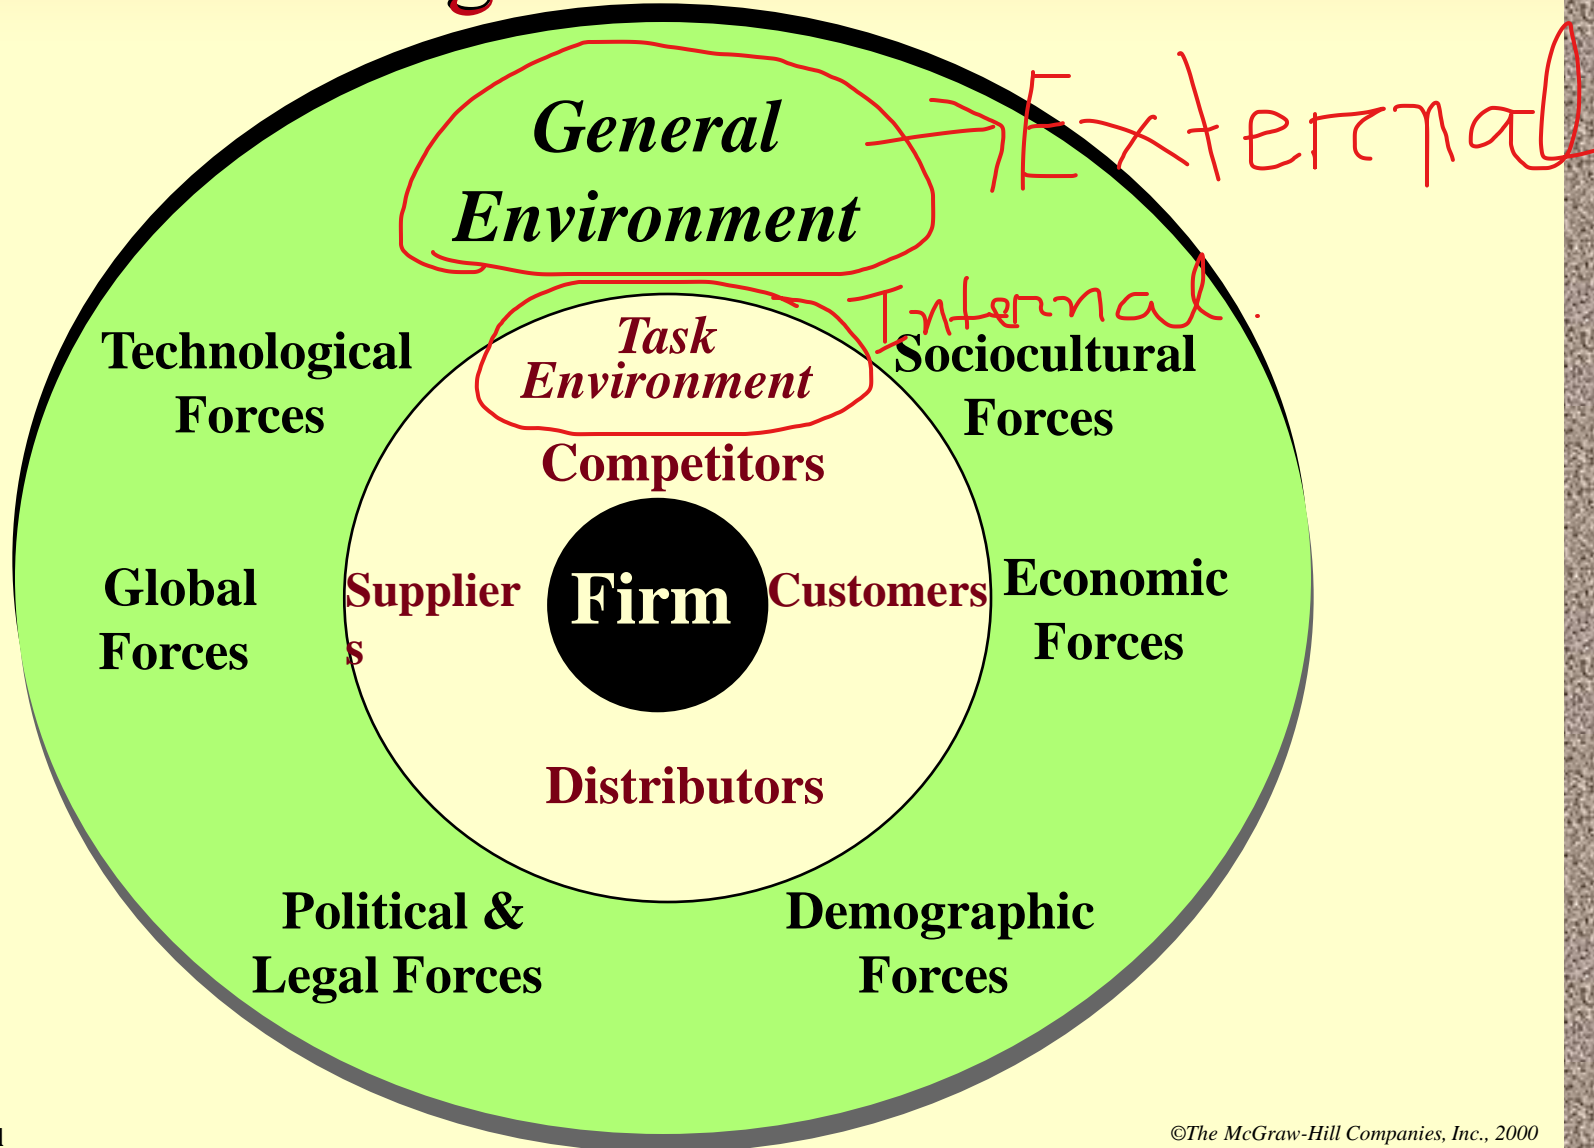 General
Environment
External
Internal.
Task
Environment
Technological
Forces
Sociocultural
Forces
Competitors
Global
Forces
Supplier
s
Firm
Customers
Economic
Forces
Distributors
Political &
Legal Forces
Demographic
Forces
©The McGraw-Hill Companies, Inc., 2000